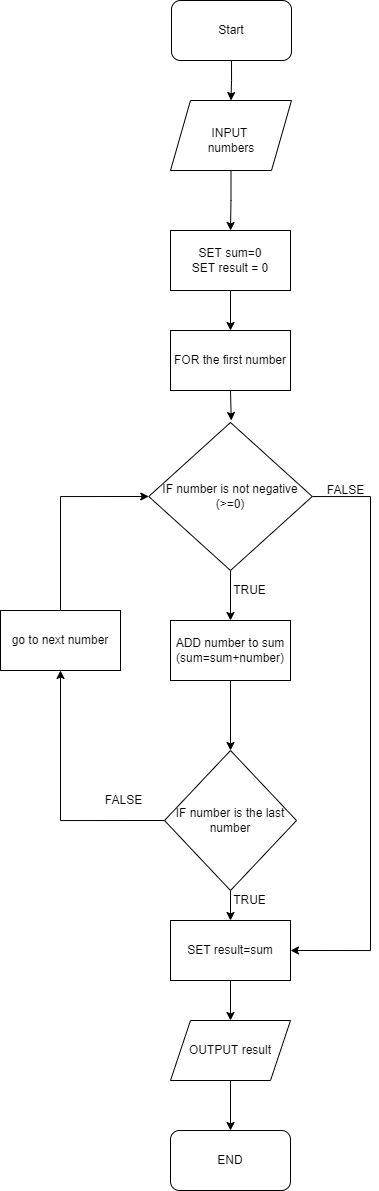 Start
INPUT
numbers
SET sum=0
SET result = 0
FOR the first number
IF number is not negative
(>=0)
FALSE
TRUE
go to next number
ADD number to sum
(sum=sum+number)
FALSE
IF number is the last
number
TRUE
SET result=sum
OUTPUT result
END